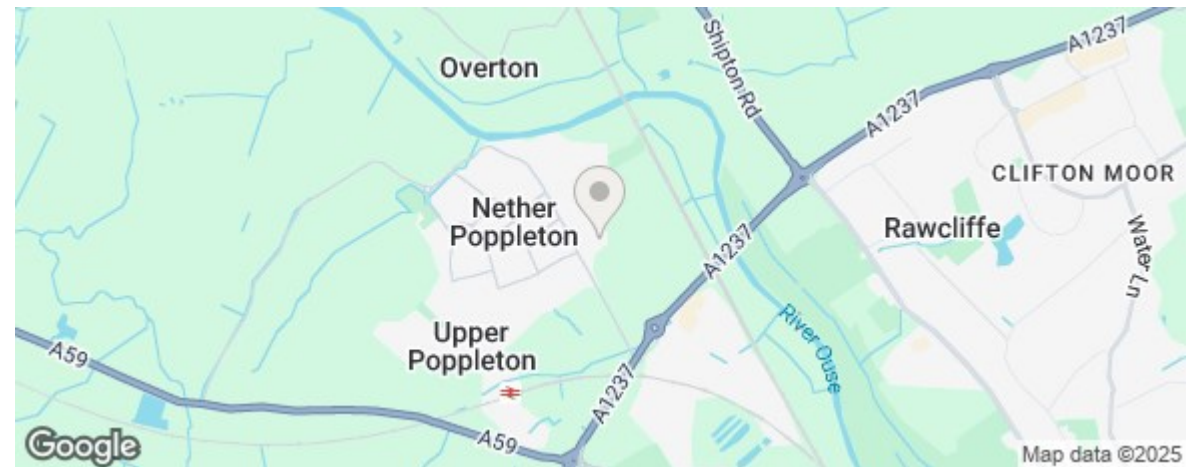 Overton
Shipton Rd
A1237
A1237
CLIFTON MOOR
Nether
Poppleton
Rawcliffe
Water Ln
A1237
River Ouse
Upper
Poppleton
A59
A1237
A59
Google
Map data ©2025